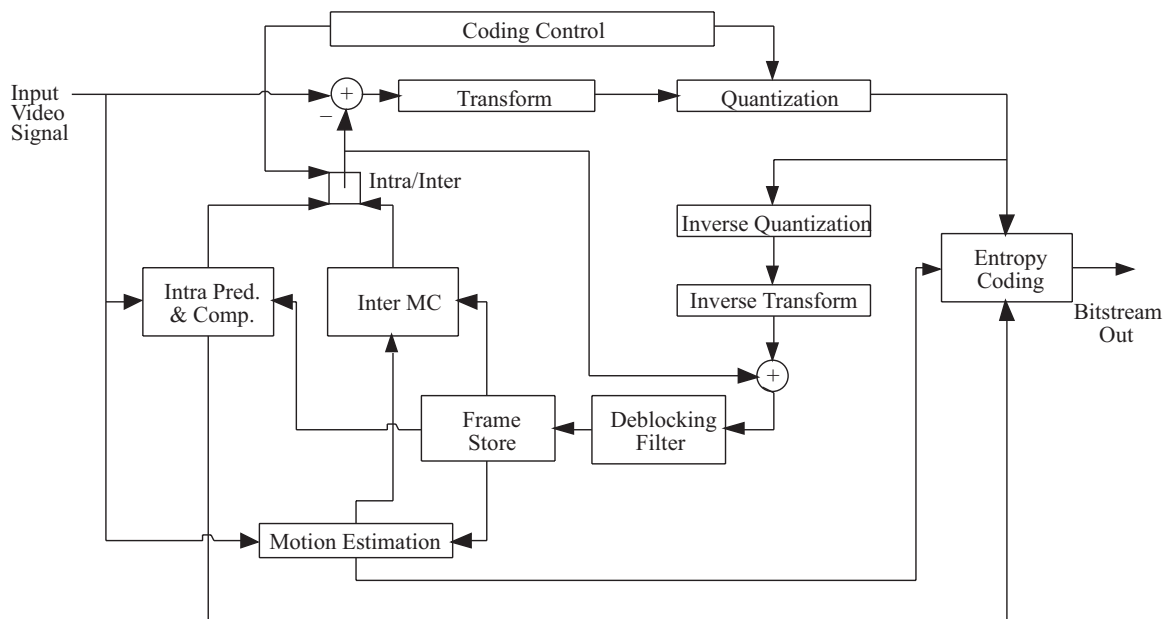 Coding Control
Input
Video
Signal
+
Transform
Quantization
−
Intra/Inter
Inverse Quantization
Entropy
Coding
Intra Pred.
& Comp.
Inter MC
Inverse Transform
Bitstream
Out
+
Frame
Store
Deblocking
Filter
Motion Estimation